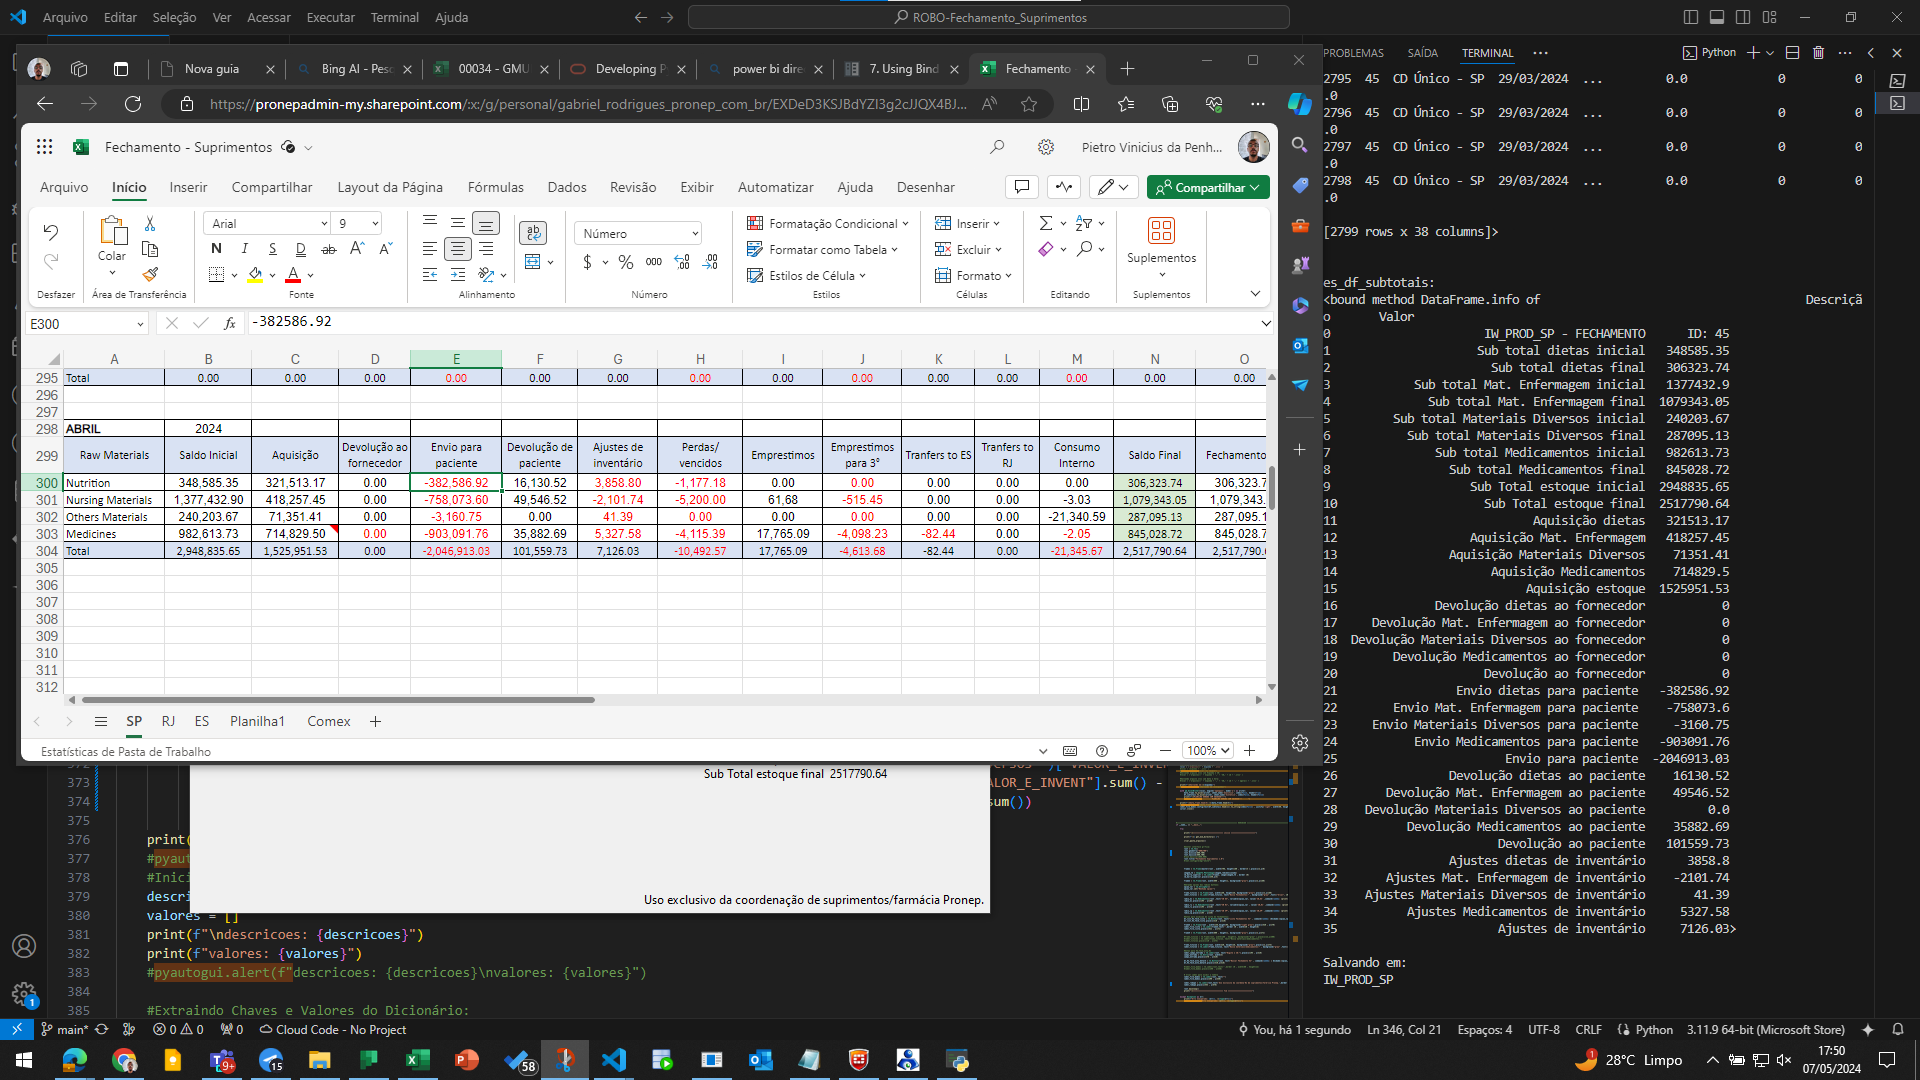 Arquivo Editar Seleção Ver Acessar Executar Terminal Ajuda
ROBO-Fechamento_Suprimentos
Nova guia
Bing AI - Pes
00034 - GMU
Developing P
power bi dire
7. Using Bind
Fechamento
https://pronepadmin-my.sharepoint.com/:x:/g/personal/gabriel_rodrigues_pronep_com_br/EXDeD3KSJBdYZI3g2cJJQX4BJ...
Fechamento - Suprimentos
Pietro Vinicius da Penh...
Arquivo Início Inserir Compartilhar Layout da Página Fórmulas Dados Revisão Exibir Automatizar Ajuda Desenhar
Compartilhar
Colar
Arial 9
N I S D ab A A
ab
Número
$ % 000
Formatação Condicional
Formatar como Tabela
Estilos de Célula
Inserir
Excluir
Formato
Suplementos
Desfazer Área de Transferência Fonte Alinhamento Número Estilos Células Editando Suplementos
E300 fx -382586.92
A B C D E F G H I J K L M N O
295 Total 0.00 0.00 0.00 0.00 0.00 0.00 0.00 0.00 0.00 0.00 0.00 0.00 0.00 0.00
296
297
298 ABRIL 2024
299 Raw Materials Saldo Inicial Aquisição Devolução ao fornecedor Envio para paciente Devolução de paciente Ajustes de inventário Perdas/ vencidos Emprestimos Emprestimos para 3° Tranfers to ES Tranfers to RJ Consumo Interno Saldo Final Fechamento
300 Nutrition 348,585.35 321,513.17 0.00 -382,586.92 16,130.52 3,858.80 -1,177.18 0.00 0.00 0.00 0.00 0.00 306,323.74 306,323.7
301 Nursing Materials 1,377,432.90 418,257.45 0.00 -758,073.60 49,546.52 -2,101.74 -5,200.00 61,68 -515.45 0.00 0.00 -3.03 1,079,343.05 1,079,343.
302 Others Materials 240,203.67 71,351.41 0.00 -3,160.75 0.00 41.39 0.00 0.00 0.00 0.00 0.00 -21,340.59 287,095.13 287,095.1
303 Medicines 982,613.73 714,829.50 0.00 -903,091.76 35,882.69 5,327.58 -4,115.39 17,765.09 -4,098.23 -82.44 0.00 -2.05 845,028.72 845,028.7
304 Total 2,948,835.65 1,525,951.53 0.00 -2,046,913.03 101,559.73 7,126.03 -10,492.57 17,765.09 -4,613.68 -82.44 0.00 -21,345.67 2,517,790.64 2,517,790.
305
306
307
308
309
310
311
312
SP RJ ES Planilha1 Comex
Estatísticas de Pasta de Trabalho
100%
Sub Total estoque final 2517790.64
Uso exclusivo da coordenação de suprimentos/farmácia Pronep.
373 ALOR_E_INVENT"].sum() -
374 sum())
375
376 print(
377 #pyaut
378 #Inici
379 descri
380 valores = []
381 print(f"\ndescricoes: {descricoes}")
382 print(f"valores: {valores}")
383 #pyautogui.alert(f"descricoes: {descricoes}\nvalores: {valores}")
384
385 #Extraindo Chaves e Valores do Dicionário:
PROBLEMAS SAÍDA TERMINAL
Python
2795 45 CD Único - SP 29/03/2024 ... 0.0 0 0
.0
2796 45 CD Único - SP 29/03/2024 ... 0.0 0 0
.0
2797 45 CD Único - SP 29/03/2024 ... 0.0 0 0
.0
2798 45 CD Único - SP 29/03/2024 ... 0.0 0 0
.0
[2799 rows x 38 columns]>
es_df_subtotais:
<bound method DataFrame.info of Descriçã
o Valor
0 IW_PROD_SP - FECHAMENTO ID: 45
1 Sub total dietas inicial 348585.35
2 Sub total dietas final 306323.74
3 Sub total Mat. Enfermagem inicial 1377432.9
4 Sub total Mat. Enfermagem final 1079343.05
5 Sub total Materiais Diversos inicial 240203.67
6 Sub total Materiais Diversos final 287095.13
7 Sub total Medicamentos inicial 982613.73
8 Sub total Medicamentos final 845028.72
9 Sub Total estoque inicial 2948835.65
10 Sub Total estoque final 2517790.64
11 Aquisição dietas 321513.17
12 Aquisição Mat. Enfermagem 418257.45
13 Aquisição Materiais Diversos 71351.41
14 Aquisição Medicamentos 714829.5
15 Aquisição estoque 1525951.53
16 Devolução dietas ao fornecedor 0
17 Devolução Mat. Enfermagem ao fornecedor 0
18 Devolução Materiais Diversos ao fornecedor 0
19 Devolução Medicamentos ao fornecedor 0
20 Devolução ao fornecedor 0
21 Envio dietas para paciente -382586.92
22 Envio Mat. Enfermagem para paciente -758073.6
23 Envio Materiais Diversos para paciente -3160.75
24 Envio Medicamentos para paciente -903091.76
25 Envio para paciente -2046913.03
26 Devolução dietas ao paciente 16130.52
27 Devolução Mat. Enfermagem ao paciente 49546.52
28 Devolução Materiais Diversos ao paciente 0.0
29 Devolução Medicamentos ao paciente 35882.69
30 Devolução ao paciente 101559.73
31 Ajustes dietas de inventário 3858.8
32 Ajustes Mat. Enfermagem de inventário -2101.74
33 Ajustes Materiais Diversos de inventário 41.39
34 Ajustes Medicamentos de inventário 5327.58
35 Ajustes de inventário 7126.03>
Salvando em:
IW_PROD_SP
main* 0 0 0 Cloud Code - No Project
You, há 1 segundo Ln 346, Col 21 Espaços: 4 UTF-8 CRLF Python 3.11.9 64-bit (Microsoft Store)
9+ 15 58
1 28°C Limpo
17:50
07/05/2024